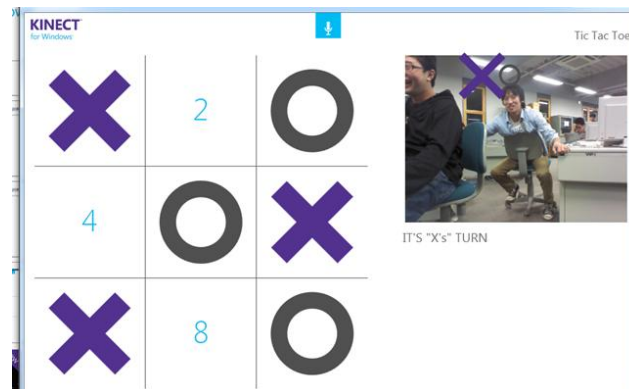 KINECT
for Windows
Tic Tac Toe
2
4
IT'S "X's" TURN
8